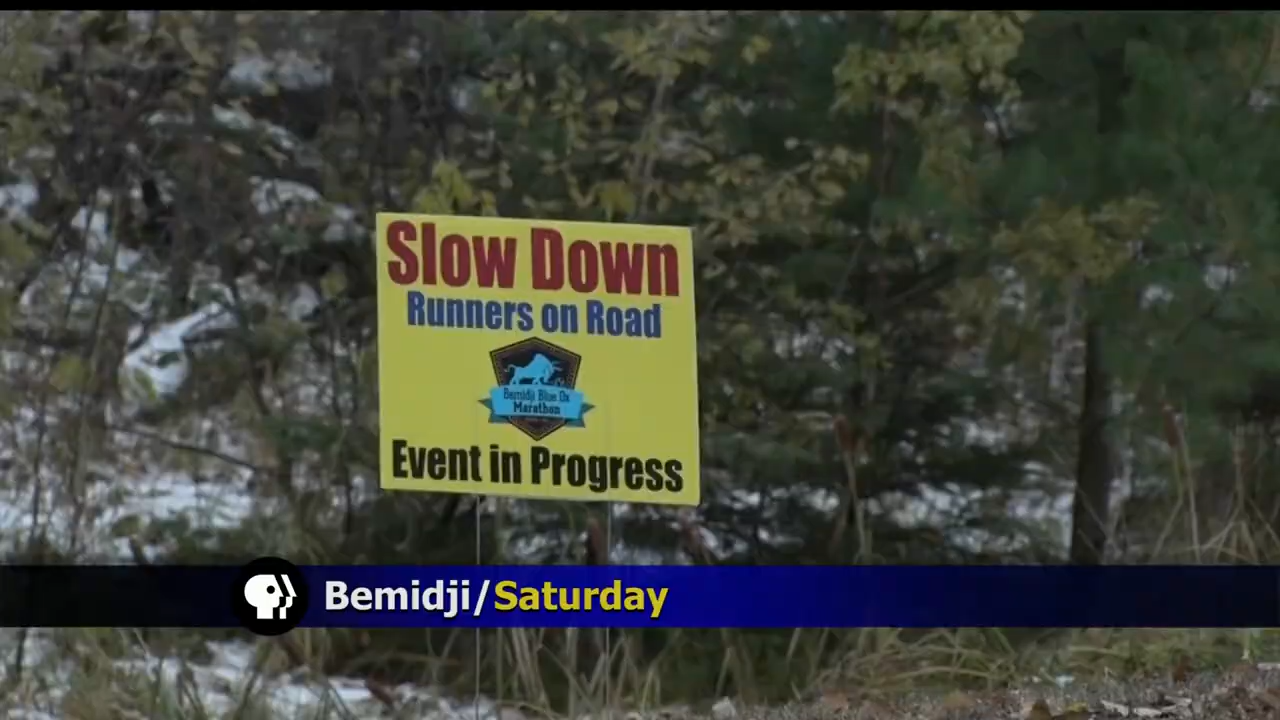 Slow Down
Runners on Road
Bemidji Blue Ox
Marathon
Event in Progress
Bemidji/Saturday